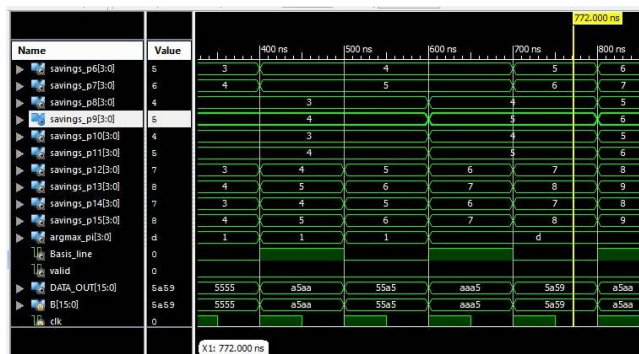 772.000 ns
Name Value 400 ns 500 ns 600 ns 700 ns 800 ns
savings_p6[3:0] 5 3 4 5 6
savings_p7[3:0] 6 4 5 6 7
savings_p8[3:0] 4 3 4 5
savings_p9[3:0] 5 4 5 6
savings_p10[3:0] 4 3 4 5
savings_p11[3:0] 5 4 5 6
savings_p12[3:0] 7 3 4 5 6 7 8
savings_p13[3:0] 8 4 5 6 7 8 9
savings_p14[3:0] 7 3 4 5 6 7 8
savings_p15[3:0] 8 4 5 6 7 8 9
argmax_pi[3:0] d 1 1 1 d
Basis_line 0
valid 0
DATA_OUT[15:0] 5a59 5555 a5aa 55a5 aaa5 5a59 a5aa
B[15:0] 5a59 5555 a5aa 55a5 aaa5 5a59 a5aa
clk 0
X1: 772.000 ns